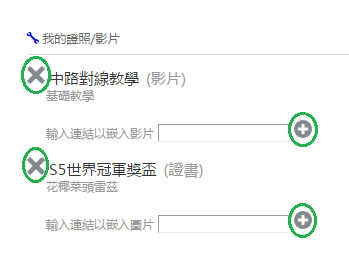 我的證照/影片
中路對線教學 (影片)
基礎教學
輸入連結以嵌入影片
S5世界冠軍獎盃 (證書)
花椰菜頭雷茲
輸入連結以嵌入圖片